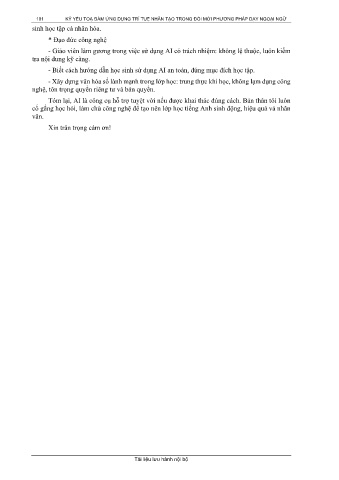 101 KỶ YẾU TỌA ĐÀM ỨNG DỤNG TRÍ TUỆ NHÂN TẠO TRONG ĐỔI MỚI PHƯƠNG PHÁP DẠY NGOẠI NGỮ
sinh học tập cá nhân hóa.
* Đạo đức công nghệ
- Giáo viên làm gương trong việc sử dụng AI có trách nhiệm: không lệ thuộc, luôn kiểm
tra nội dung kỹ càng.
- Biết cách hướng dẫn học sinh sử dụng AI an toàn, đúng mục đích học tập.
- Xây dựng văn hóa số lành mạnh trong lớp học: trung thực khi học, không lạm dụng công
nghệ, tôn trọng quyền riêng tư và bản quyền.
Tóm lại, AI là công cụ hỗ trợ tuyệt vời nếu được khai thác đúng cách. Bản thân tôi luôn
cố gắng học hỏi, làm chủ công nghệ để tạo nên lớp học tiếng Anh sinh động, hiệu quả và nhân
văn.
Xin trân trọng cảm ơn!
Tài liệu lưu hành nội bộ